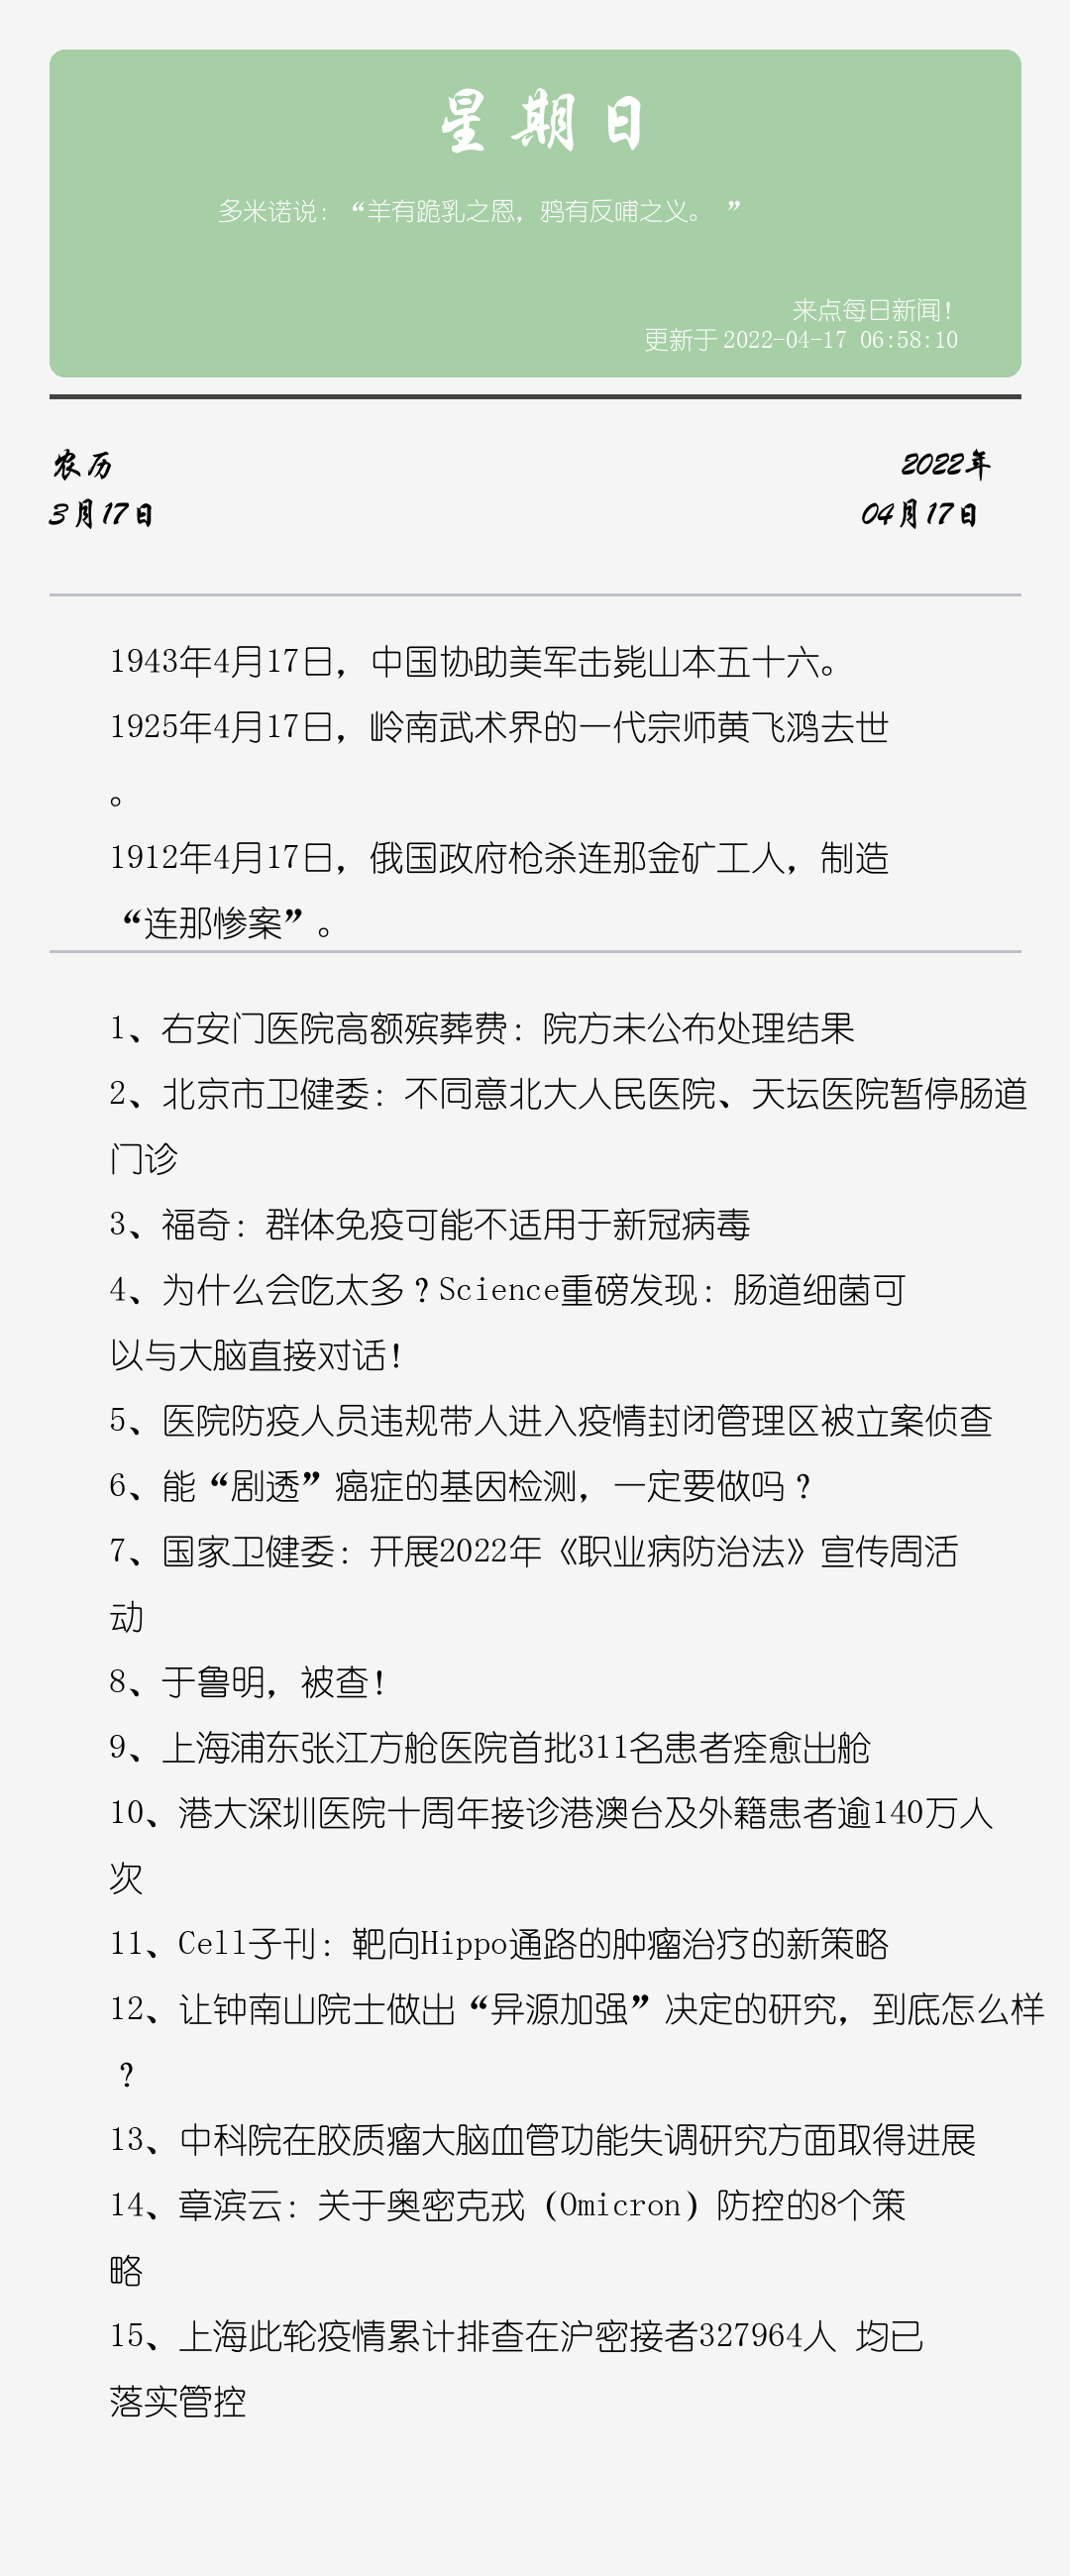 星期日
多米诺说：“羊有跪乳之恩，鸦有反哺之义。 ”
来点每日新闻！
更新于 2022-04-17 06:58:10
农历
2022年
3月17日
04月17日
1943年4月17日，中国协助美军击毙山本五十六。
1925年4月17日，岭南武术界的一代宗师黄飞鸿去世
。
1912年4月17日，俄国政府枪杀连那金矿工人，制造
“连那惨案”。
1、右安门医院高额殡葬费：院方未公布处理结果
2、北京市卫健委：不同意北大人民医院、天坛医院暂停肠道
门诊
3、福奇：群体免疫可能不适用于新冠病毒
4、为什么会吃太多？Science重磅发现：肠道细菌可
以与大脑直接对话！
5、医院防疫人员违规带人进入疫情封闭管理区被立案侦查
6、能“剧透”癌症的基因检测，一定要做吗？
7、国家卫健委：开展2022年《职业病防治法》宣传周活
动
8、于鲁明，被查！
9、上海浦东张江方舱医院首批311名患者痊愈出舱
10、港大深圳医院十周年接诊港澳台及外籍患者逾140万人
次
11、Cell子刊：靶向Hippo通路的肿瘤治疗的新策略
12、让钟南山院士做出“异源加强”决定的研究，到底怎么样
？
13、中科院在胶质瘤大脑血管功能失调研究方面取得进展
14、章滨云：关于奥密克戎（Omicron）防控的8个策
略
15、上海此轮疫情累计排查在沪密接者327964人 均已
落实管控